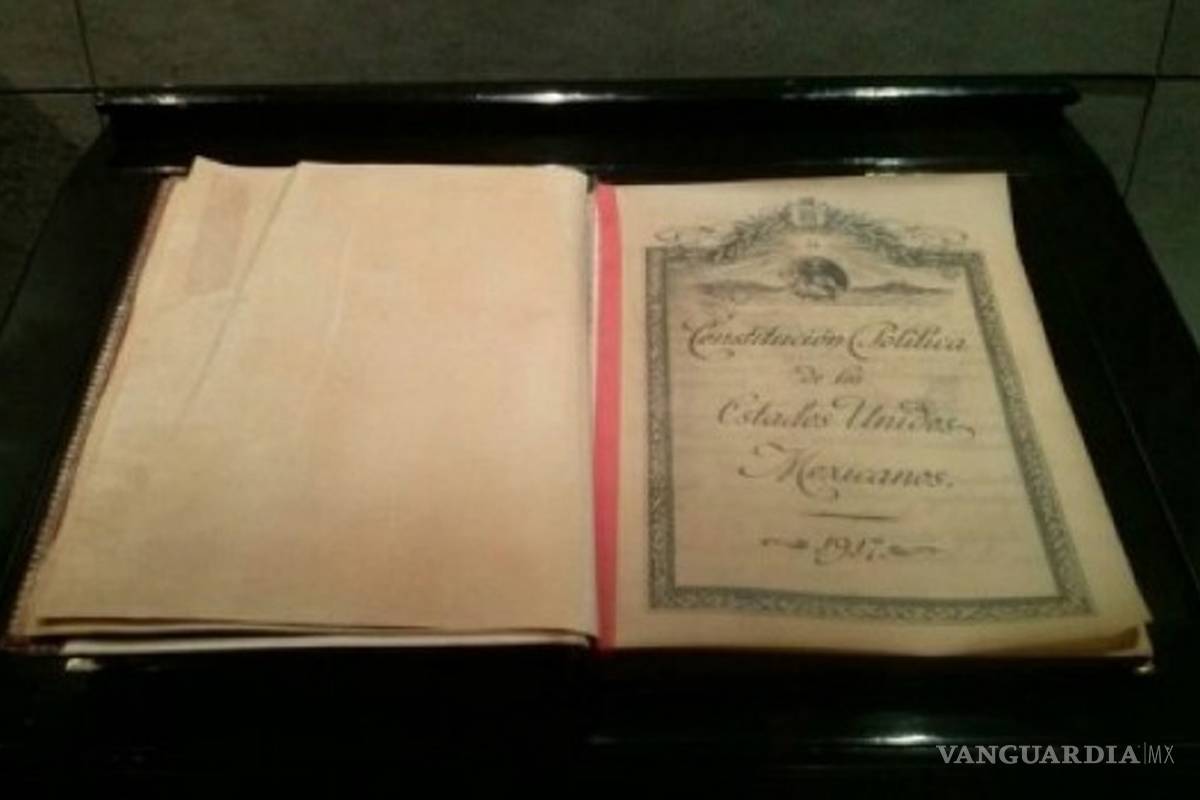 Constitución Política
de los
Estados Unidos
Mexicanos.
1917.
VANGUARDIA|MX